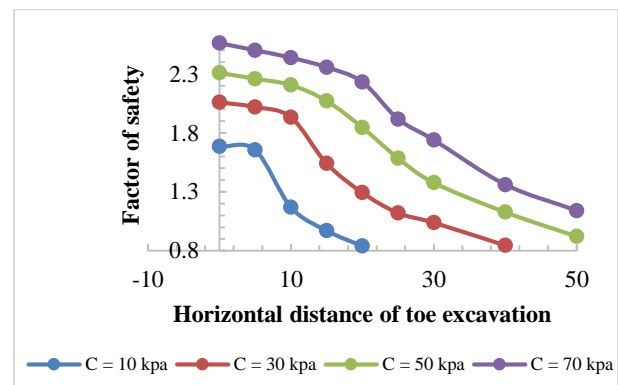 Factor of safety
2.3
1.8
1.3
0.8
-10 10 30 50
Horizontal distance of toe excavation
C = 10 kpa C = 30 kpa C = 50 kpa C = 70 kpa